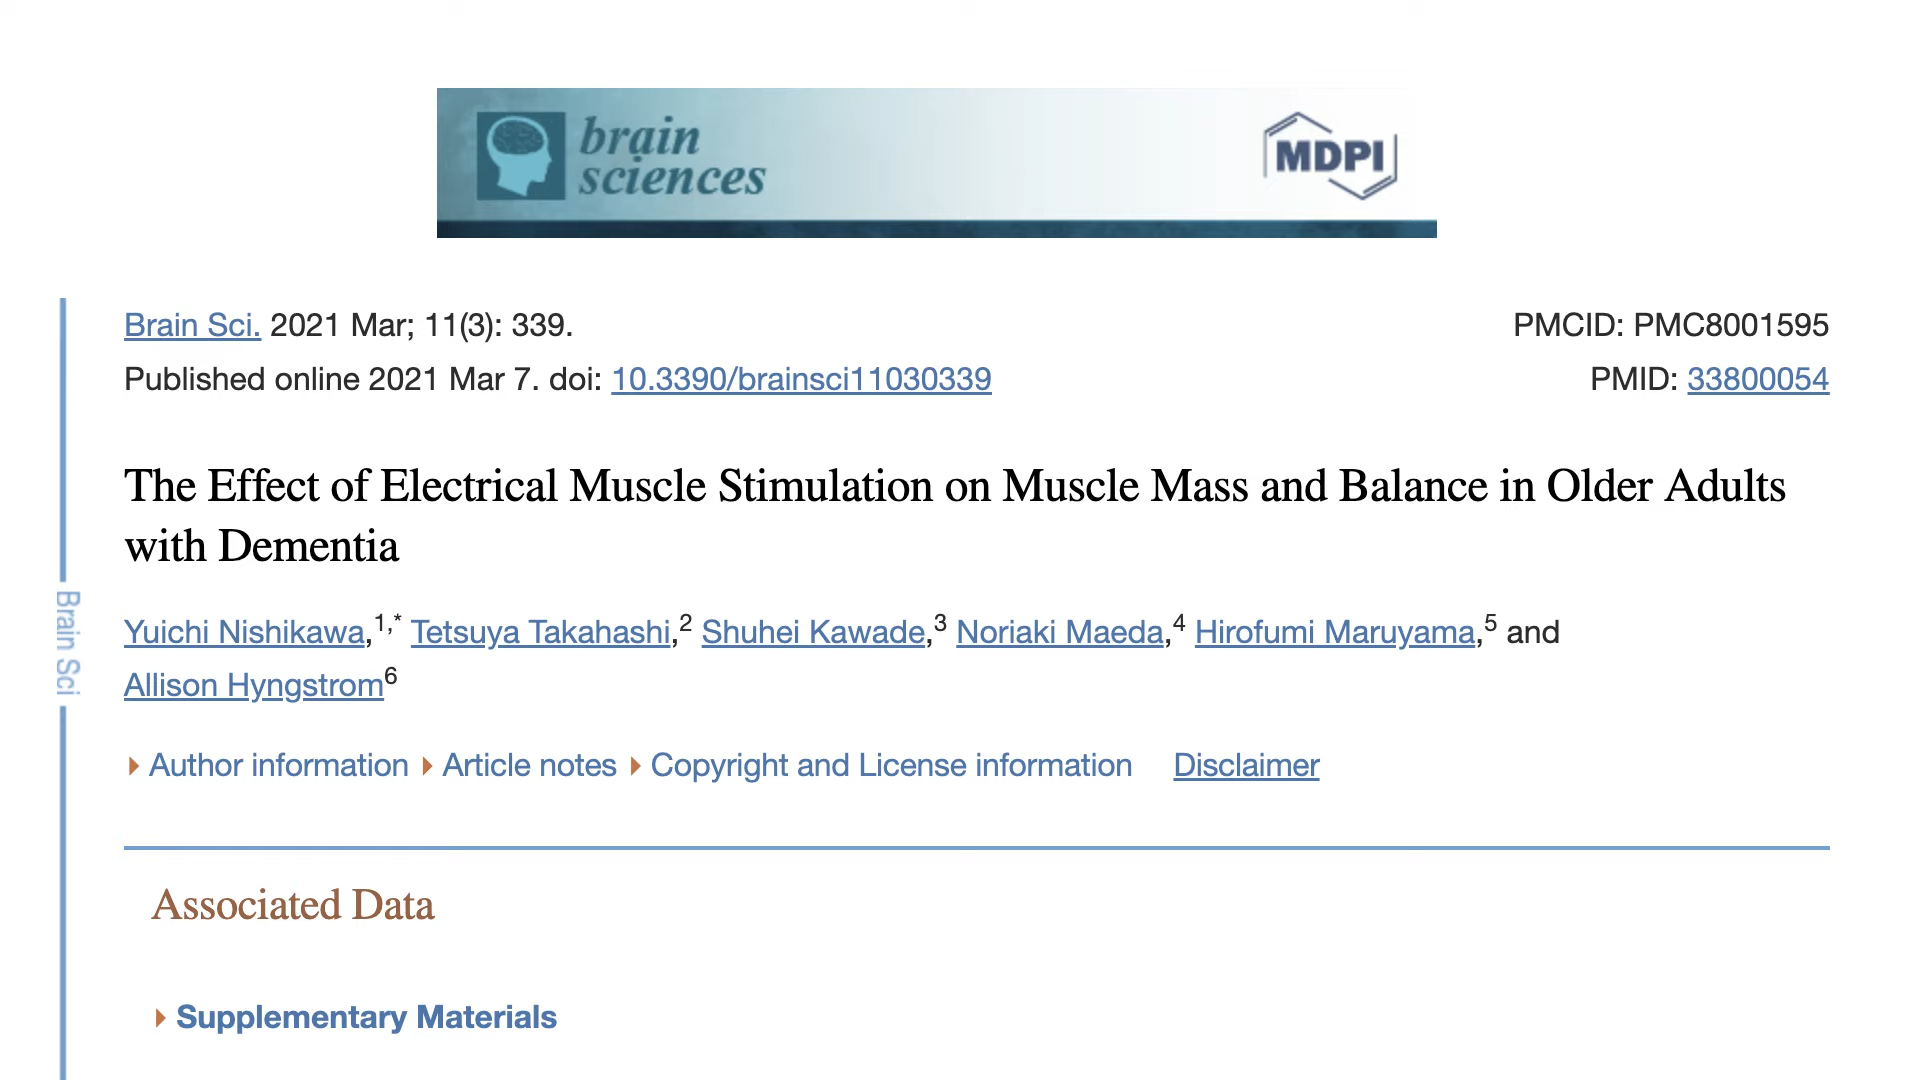 brain
sciences
MDPI
Brain Sci. 2021 Mar; 11(3): 339.
PMCID: PMC8001595
Published online 2021 Mar 7. doi: 10.3390/brainsci11030339
PMID: 33800054
The Effect of Electrical Muscle Stimulation on Muscle Mass and Balance in Older Adults
with Dementia
Yuichi Nishikawa,1,* Tetsuya Takahashi,2 Shuhei Kawade,3 Noriaki Maeda,4 Hirofumi Maruyama,5 and
Allison Hyngstrom6
Author information Article notes Copyright and License information Disclaimer
Brain Sci
Associated Data
Supplementary Materials